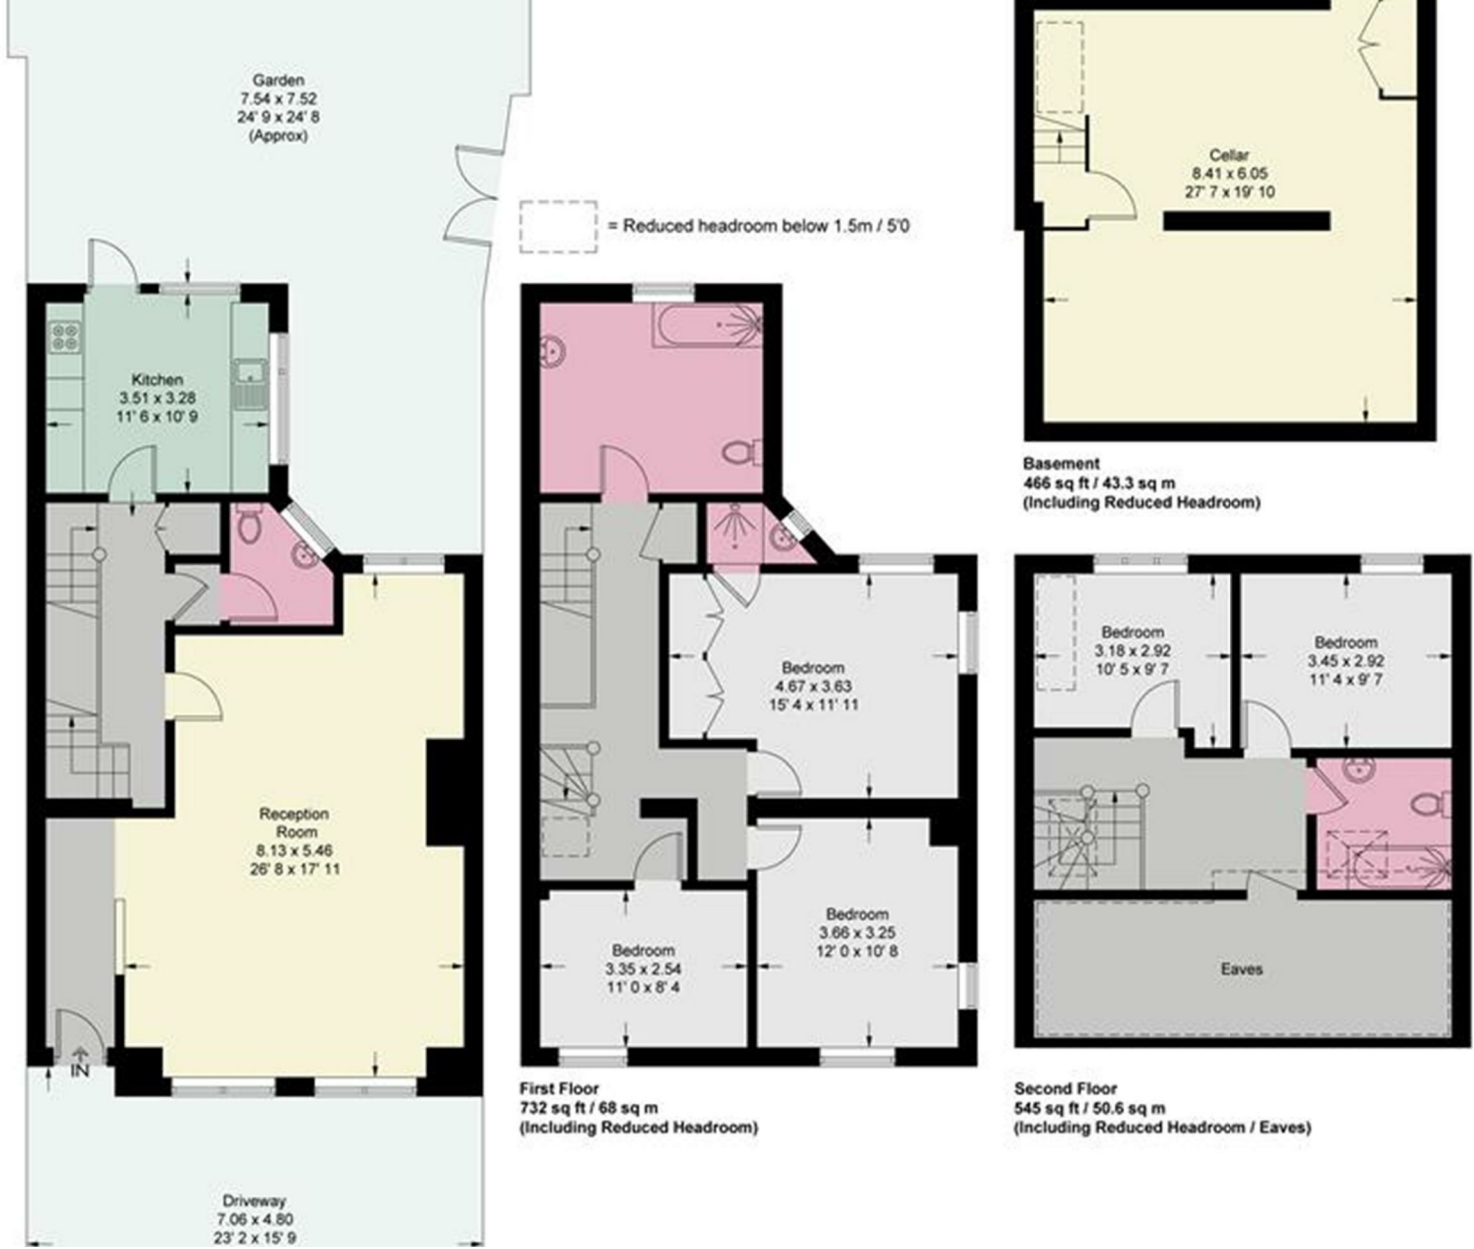 Garden
7.54 x 7.52
24' 9 x 24' 8
(Approx)
= Reduced headroom below 1.5m / 5'0
Cellar
8.41 x 6.05
27' 7 x 19' 10
Basement
466 sq ft / 43.3 sq m
(Including Reduced Headroom)
Kitchen
3.51 x 3.28
11' 6 x 10' 9
Reception
Room
8.13 x 5.46
26' 8 x 17' 11
IN
Driveway
7.06 x 4.80
23' 2 x 15' 9
Bedroom
4.67 x 3.63
15' 4 x 11' 11
Bedroom
3.66 x 3.25
12' 0 x 10' 8
Bedroom
3.35 x 2.54
11' 0 x 8' 4
First Floor
732 sq ft / 68 sq m
(Including Reduced Headroom)
Bedroom
3.18 x 2.92
10' 5 x 9' 7
Bedroom
3.45 x 2.92
11' 4 x 9' 7
Eaves
Second Floor
545 sq ft / 50.6 sq m
(Including Reduced Headroom / Eaves)